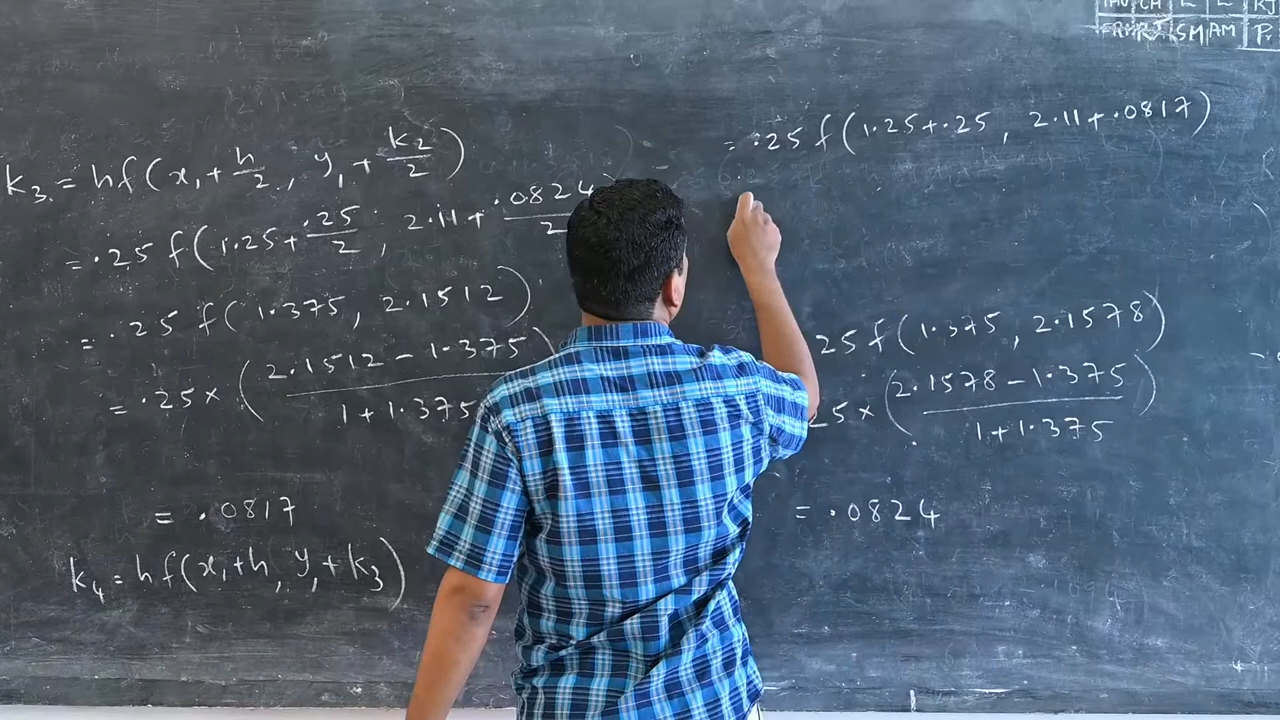 k₃ = hf(x₁ + h/2, y₁ + k₂/2)
= .25 f(1.25 + .25/2, 2.11 + .0824/2
= .25 f(1.375, 2.1512)
= .25 × (2.1512 − 1.375 / 1 + 1.375
= .0817
k₄ = hf(x₁+h, y₁+k₃)
= .25 f(1.25+.25, 2.11+.0817)
25 f(1.375, 2.1578)
25 × (2.1578 − 1.375 / 1+1.375)
= .0824
SM AM